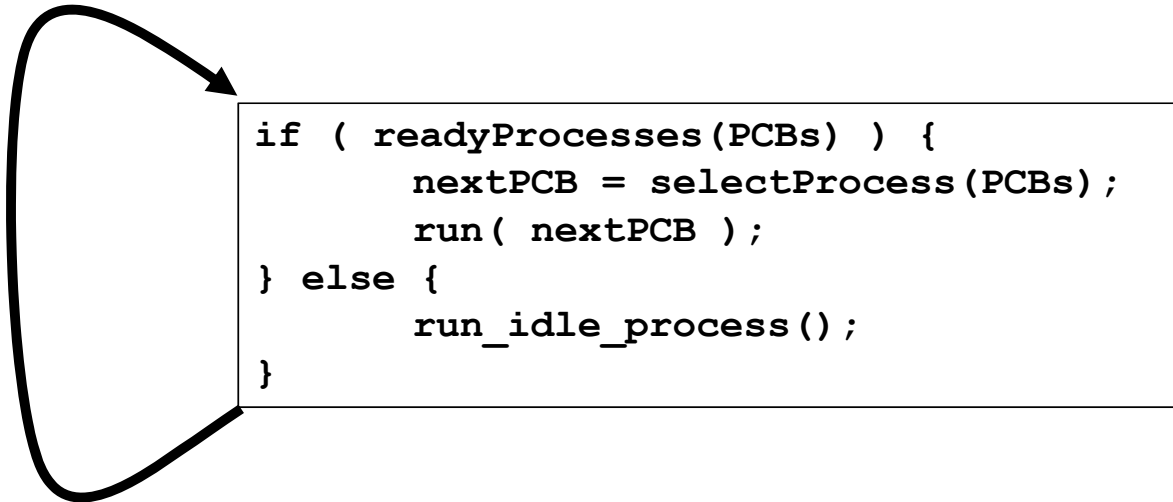 if ( readyProcesses(PCBs) ) {
nextPCB = selectProcess(PCBs);
run( nextPCB );
} else {
run_idle_process();
}